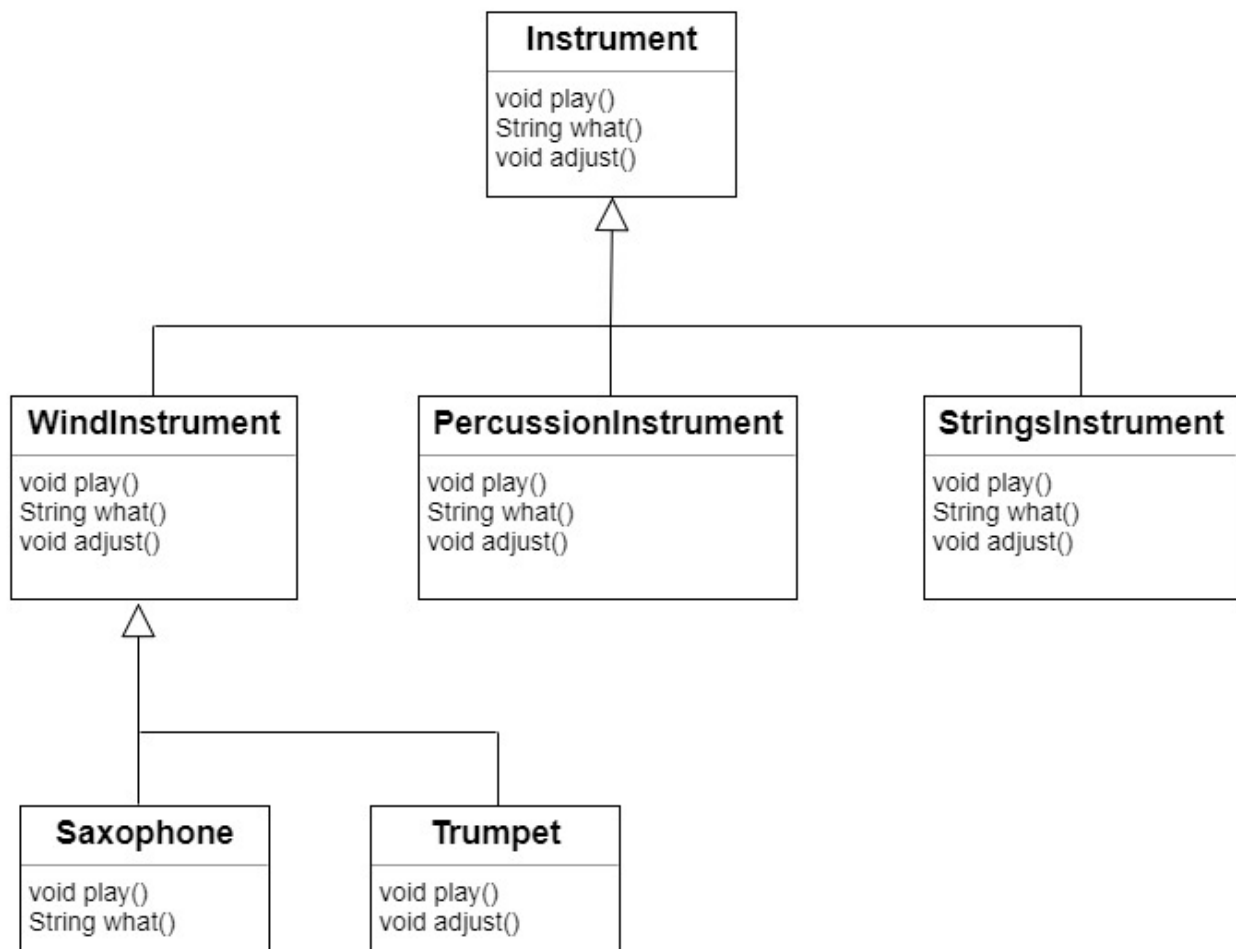 Instrument
void play()
String what()
void adjust()
WindInstrument
void play()
String what()
void adjust()
PercussionInstrument
void play()
String what()
void adjust()
StringsInstrument
void play()
String what()
void adjust()
Saxophone
void play()
String what()
Trumpet
void play()
void adjust()